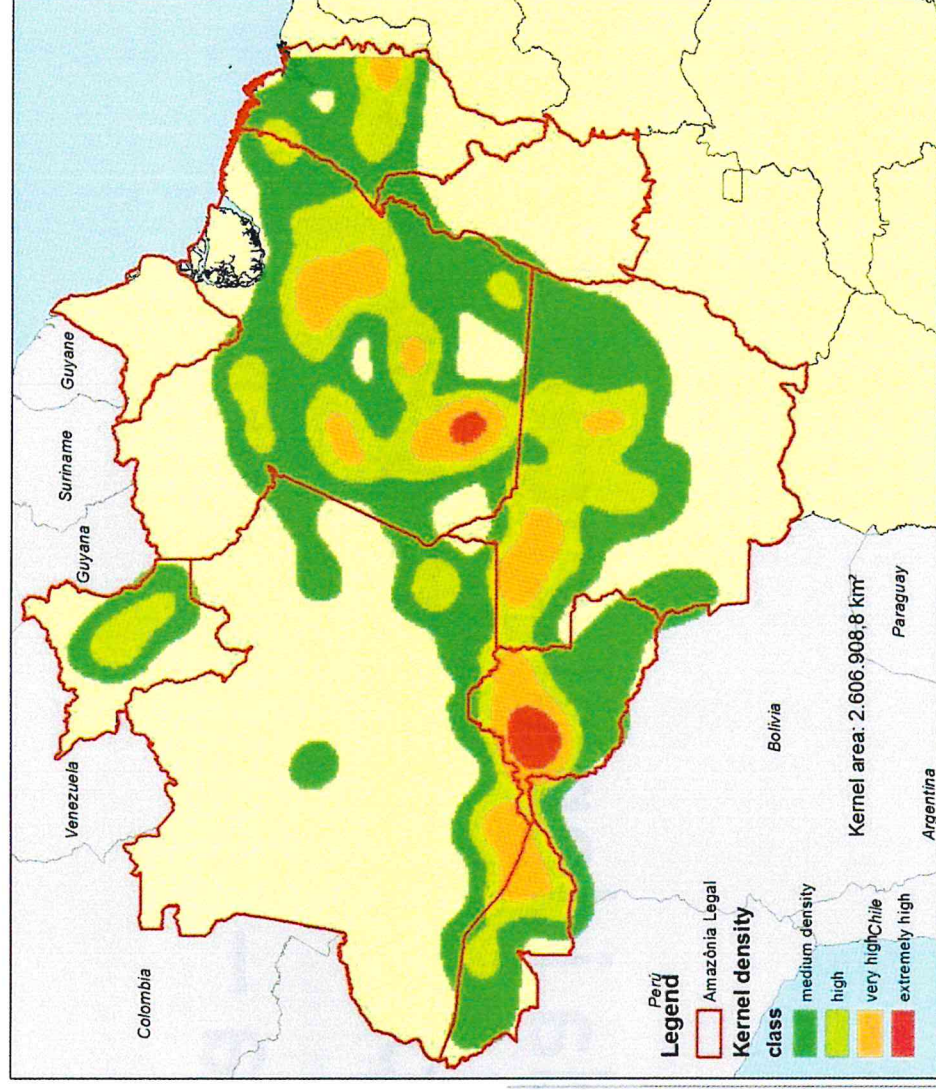 Colombia
Venezuela
Guyana
Suriname
Guyane
Perú
Bolivia
Paraguay
Chile
Argentina
Kernel area: 2.606.908,8 km²
Legend
Amazônia Legal
Kernel density
class
medium density
high
very high
extremely high